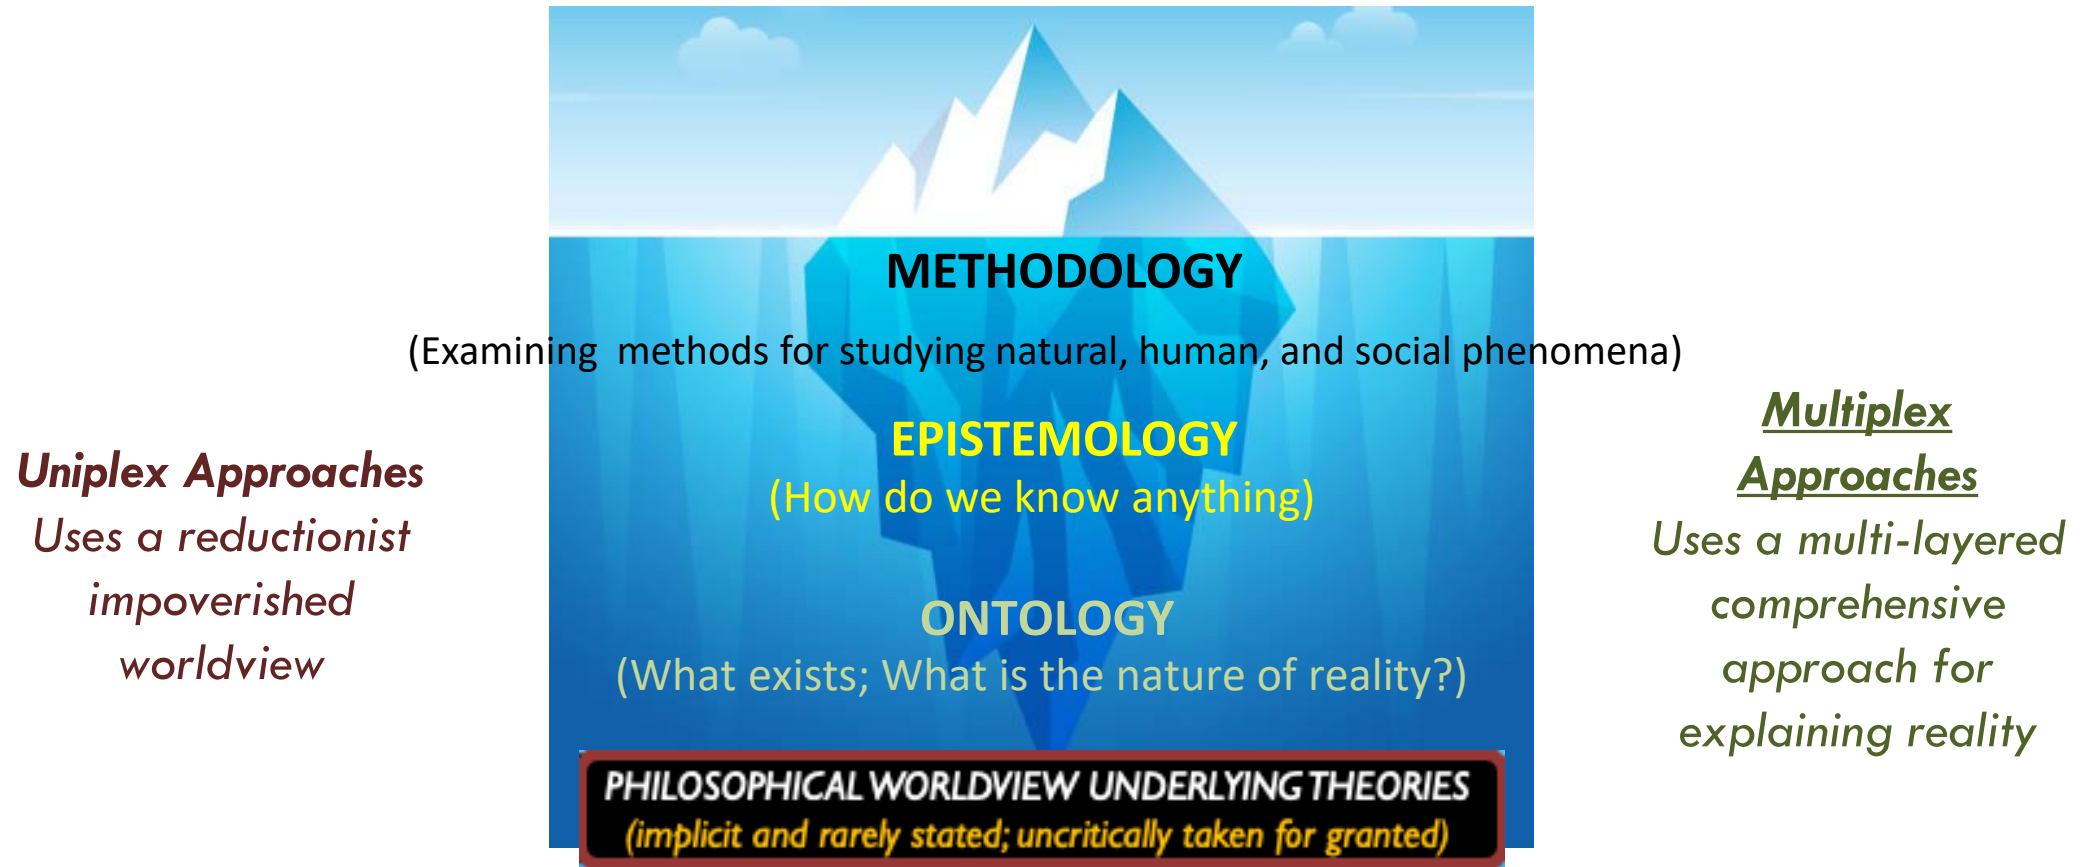 METHODOLOGY
(Examining  methods for studying natural, human, and social phenomena)
EPISTEMOLOGY
(How do we know anything)
ONTOLOGY
(What exists; What is the nature of reality?)
PHILOSOPHICAL WORLDVIEW UNDERLYING THEORIES
(implicit and rarely stated; uncritically taken for granted)
Uniplex Approaches
Uses a reductionist
impoverished
worldview
Multiplex
Approaches
Uses a multi-layered
comprehensive
approach for
explaining reality